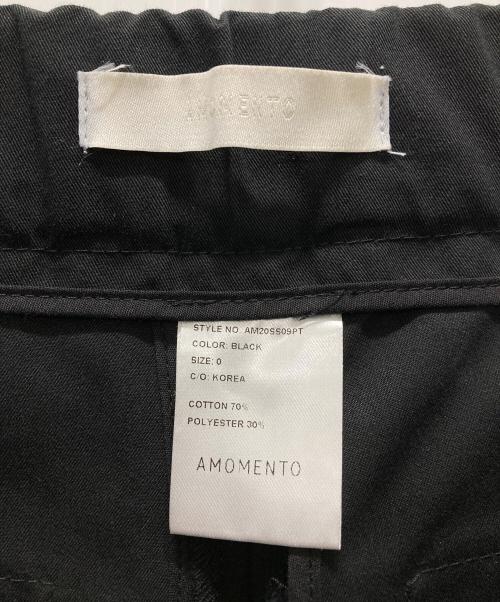 AMOMENTO
STYLE NO. AM20SS09PT
COLOR: BLACK
SIZE: 0
C/O: KOREA
COTTON 70%
POLYESTER 30%
AMOMENTO